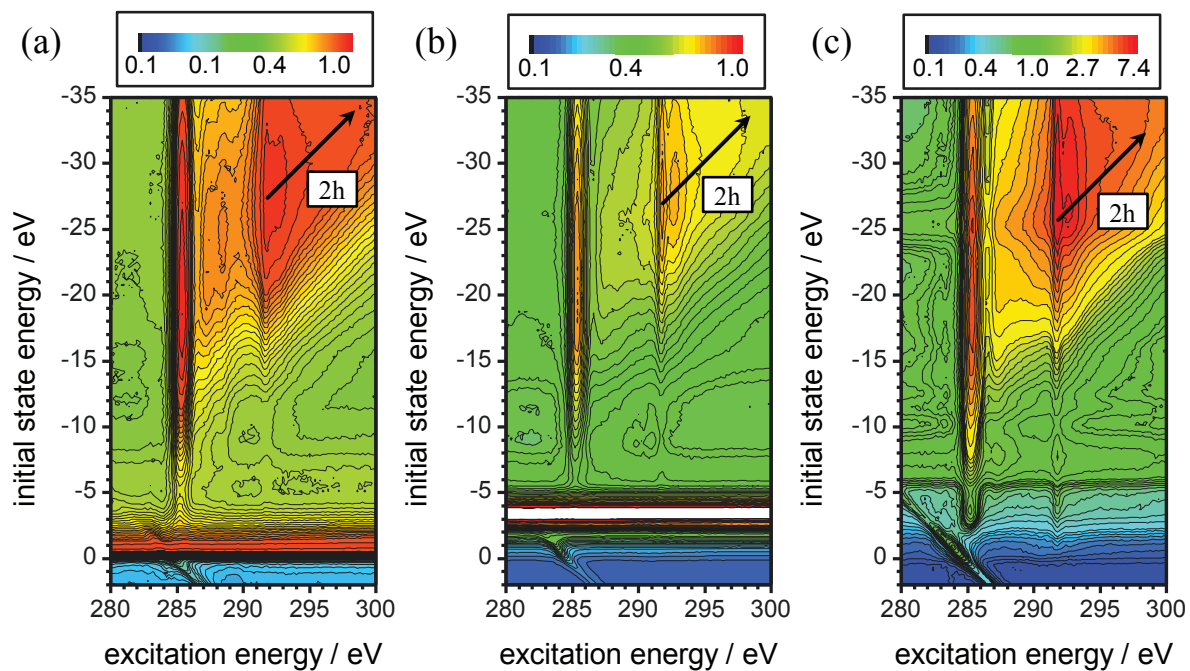 (a)
0.1 0.1 0.4 1.0
-35
-30
-25
-20
-15
-10
-5
0
280 285 290 295 300
initial state energy / eV
excitation energy / eV
2h
(b)
0.1 0.4 1.0
-35
-30
-25
-20
-15
-10
-5
0
280 285 290 295 300
initial state energy / eV
excitation energy / eV
2h
(c)
0.1 0.4 1.0 2.7 7.4
-35
-30
-25
-20
-15
-10
-5
0
280 285 290 295 300
initial state energy / eV
excitation energy / eV
2h